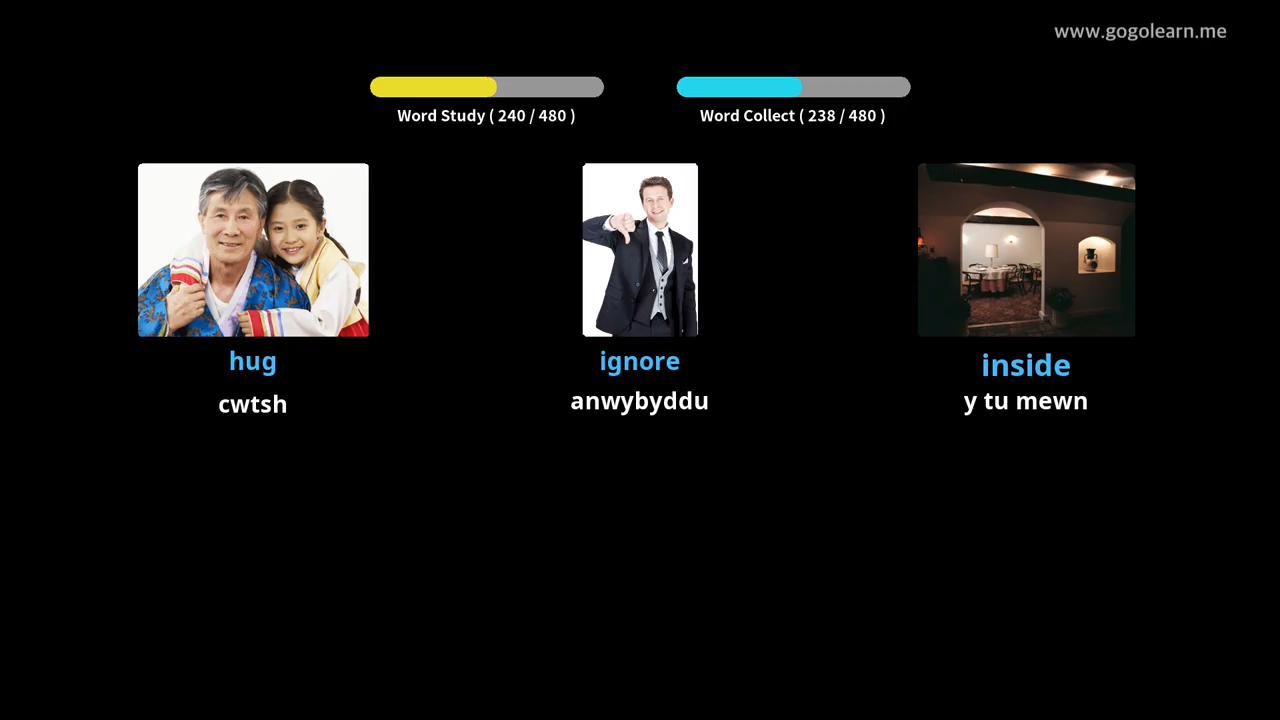 www.gogolearn.me
Word Study ( 240 / 480 )
Word Collect ( 238 / 480 )
hug
ignore
inside
cwtsh
anwybyddu
y tu mewn